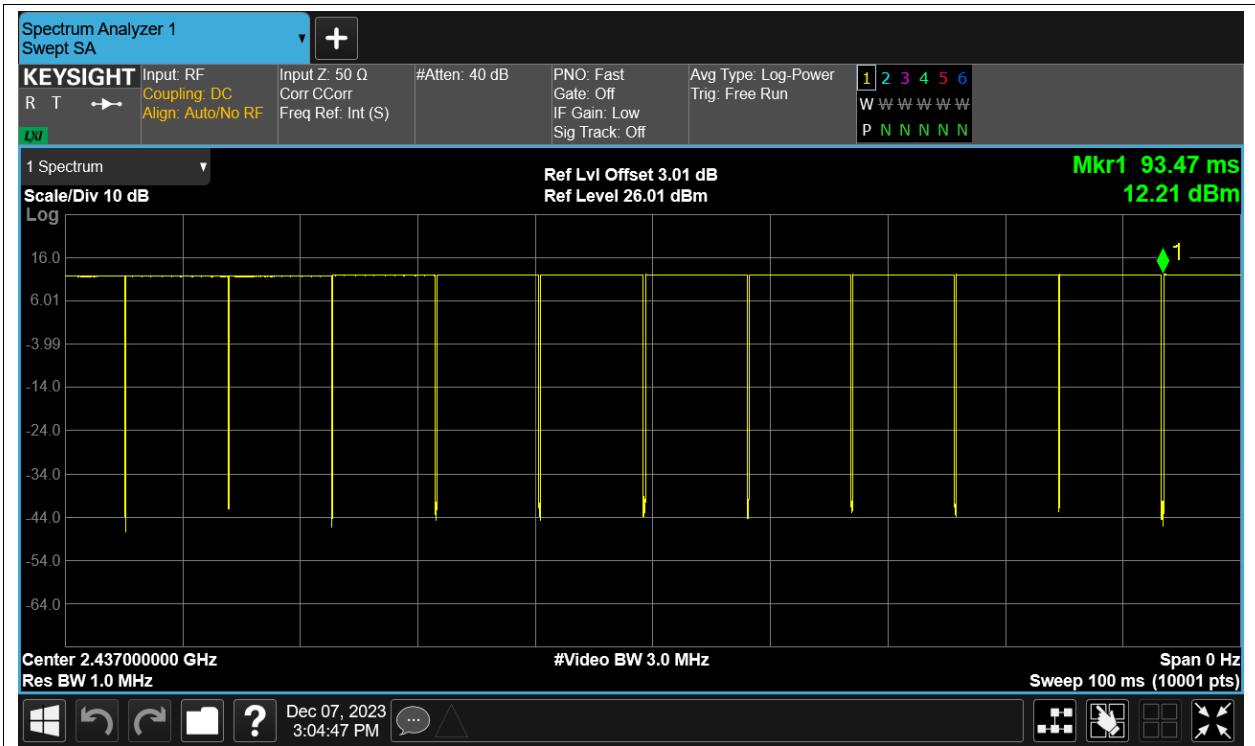 Spectrum Analyzer 1
Swept SA
KEYSIGHT
R T
LXI
Input: RF
Coupling: DC
Align: Auto/No RF
Input Z: 50 Ω
Corr CCorr
Freq Ref: Int (S)
#Atten: 40 dB
PNO: Fast
Gate: Off
IF Gain: Low
Sig Track: Off
Avg Type: Log-Power
Trig: Free Run
1 2 3 4 5 6
W W W W W W
P N N N N N
1 Spectrum
Scale/Div 10 dB
Ref Lvl Offset 3.01 dB
Ref Level 26.01 dBm
Mkr1 93.47 ms
12.21 dBm
Log
1
16.0
6.01
-3.99
-14.0
-24.0
-34.0
-44.0
-54.0
-64.0
Center 2.437000000 GHz
#Video BW 3.0 MHz
Span 0 Hz
Res BW 1.0 MHz
Sweep 100 ms (10001 pts)
?
Dec 07, 2023
3:04:47 PM